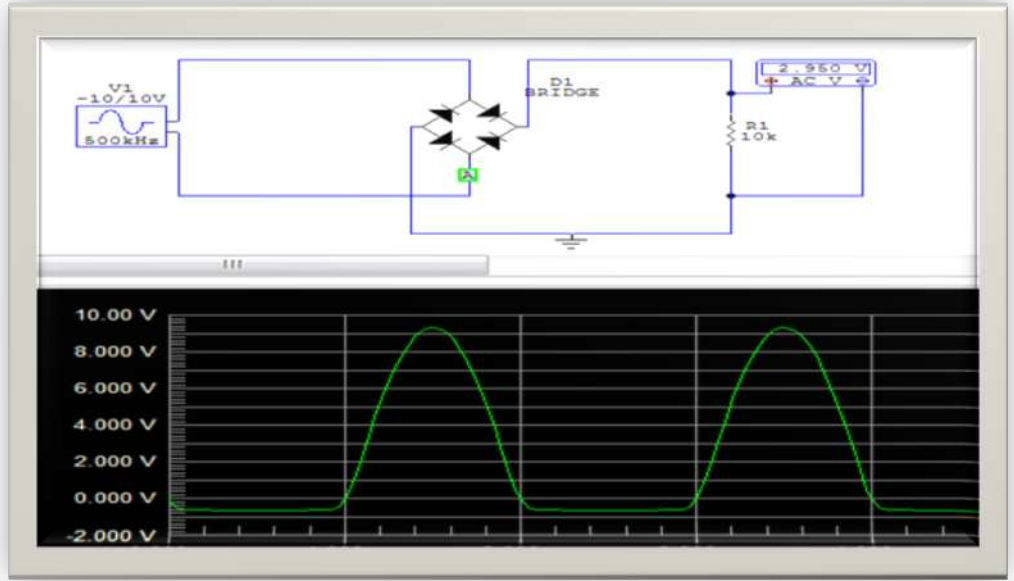 V1
-10/10V
500kHz
D1
BRIDGE
A
2.950 V
AC V
R1
10k
10.00 V
8.000 V
6.000 V
4.000 V
2.000 V
0.000 V
-2.000 V